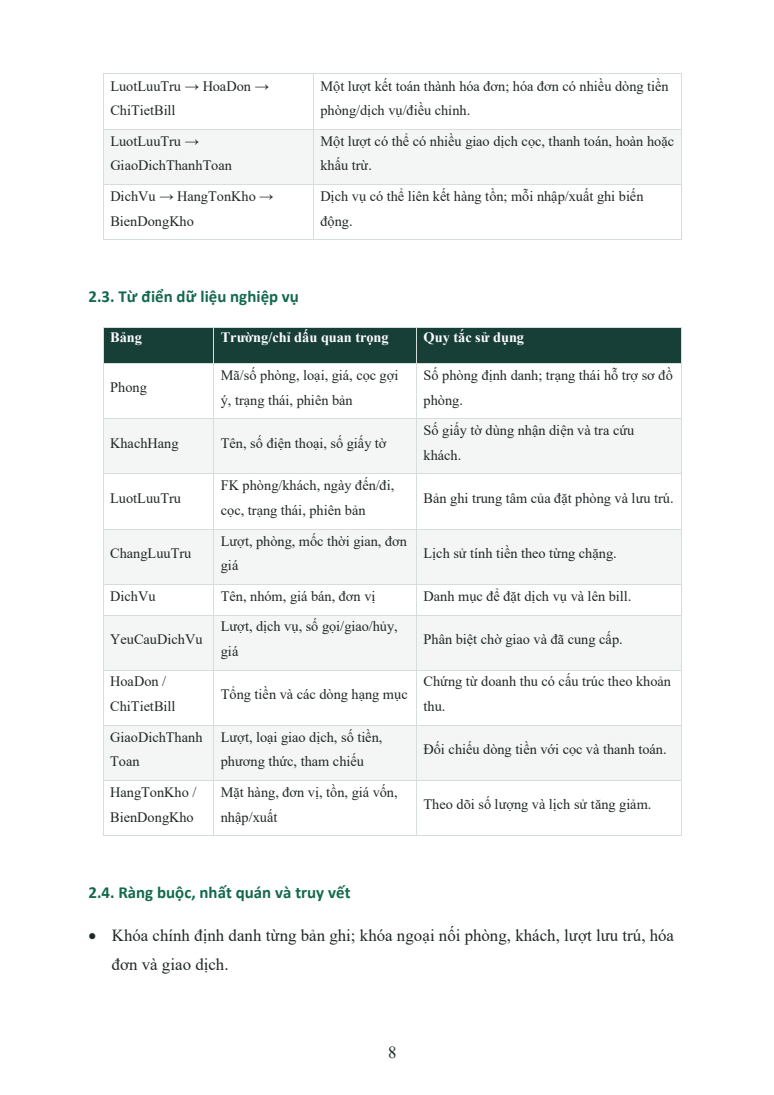 LuotLuuTru → HoaDon →
ChiTietBill
Một lượt kết toán thành hóa đơn; hóa đơn có nhiều dòng tiền
phòng/dịch vụ/điều chỉnh.
LuotLuuTru →
GiaoDichThanhToan
Một lượt có thể có nhiều giao dịch cọc, thanh toán, hoàn hoặc
khấu trừ.
DichVu → HangTonKho →
BienDongKho
Dịch vụ có thể liên kết hàng tồn; mỗi nhập/xuất ghi biến
động.
2.3. Từ điển dữ liệu nghiệp vụ
Bảng
Trường/chỉ dấu quan trọng
Quy tắc sử dụng
Phong
Mã/số phòng, loại, giá, cọc gợi
ý, trạng thái, phiên bản
Số phòng định danh; trạng thái hỗ trợ sơ đồ
phòng.
KhachHang
Tên, số điện thoại, số giấy tờ
Số giấy tờ dùng nhận diện và tra cứu
khách.
LuotLuuTru
FK phòng/khách, ngày đến/đi,
cọc, trạng thái, phiên bản
Bản ghi trung tâm của đặt phòng và lưu trú.
ChangLuuTru
Lượt, phòng, mốc thời gian, đơn
giá
Lịch sử tính tiền theo từng chặng.
DichVu
Tên, nhóm, giá bán, đơn vị
Danh mục để đặt dịch vụ và lên bill.
YeuCauDichVu
Lượt, dịch vụ, số gọi/giao/hủy,
giá
Phân biệt chờ giao và đã cung cấp.
HoaDon /
ChiTietBill
Tổng tiền và các dòng hạng mục
Chứng từ doanh thu có cấu trúc theo khoản
thu.
GiaoDichThanh
Toan
Lượt, loại giao dịch, số tiền,
phương thức, tham chiếu
Đối chiếu dòng tiền với cọc và thanh toán.
HangTonKho /
BienDongKho
Mặt hàng, đơn vị, tồn, giá vốn,
nhập/xuất
Theo dõi số lượng và lịch sử tăng giảm.
2.4. Ràng buộc, nhất quán và truy vết
• Khóa chính định danh từng bản ghi; khóa ngoại nối phòng, khách, lượt lưu trú, hóa
đơn và giao dịch.
8